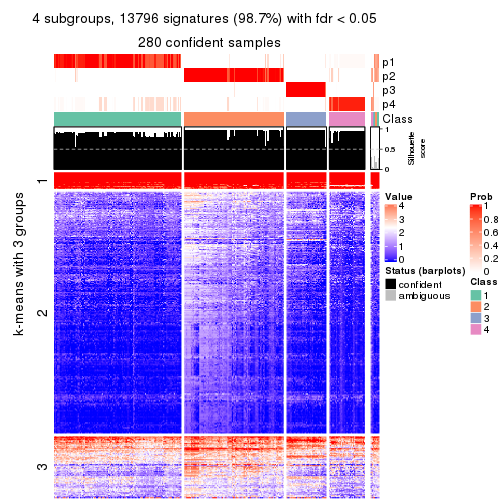 4 subgroups, 13796 signatures (98.7%) with fdr < 0.05
280 confident samples
p1
p2
p3
p4
Class
1
0.5
0
Silhouette
score
k-means with 3 groups
1
2
3
Value
4
3
2
1
0
Status (barplots)
confident
ambiguous
Prob
1
0.8
0.6
0.4
0.2
0
Class
1
2
3
4